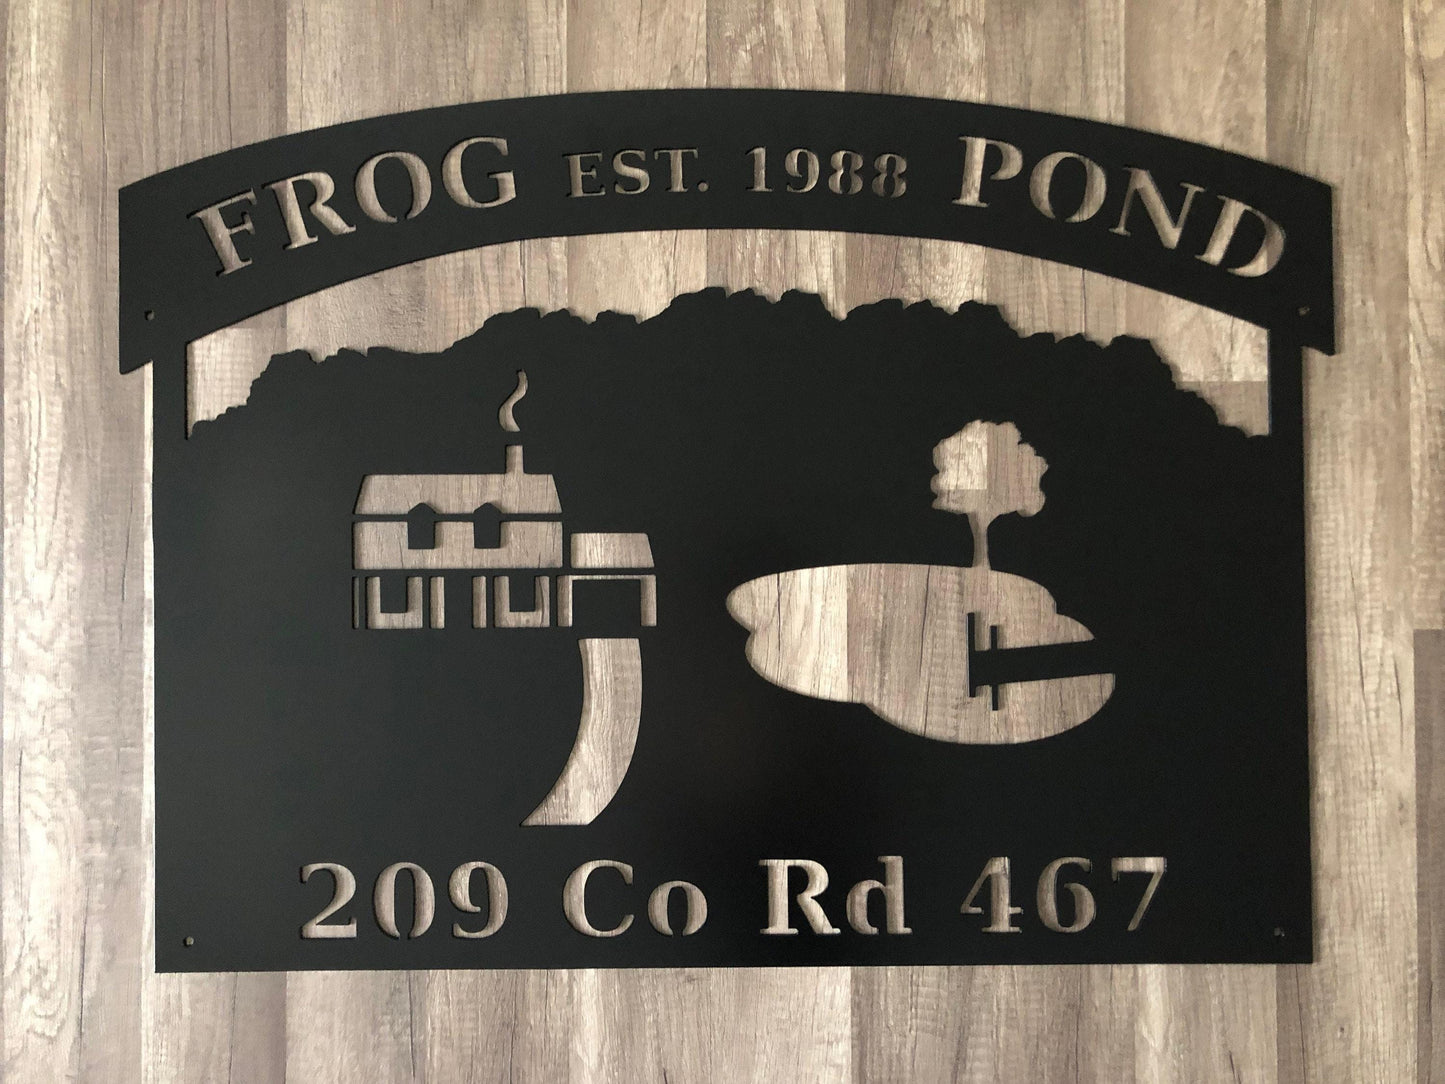 FROG EST. 1988 POND
209 Co Rd 467